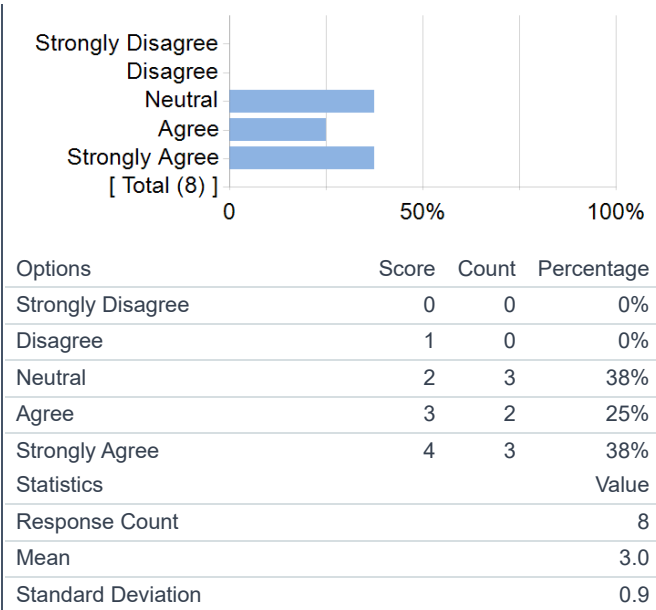 Strongly Disagree
Disagree
Neutral
Agree
Strongly Agree
[ Total (8) ]
0 50% 100%
Options Score Count Percentage
Strongly Disagree 0 0 0%
Disagree 1 0 0%
Neutral 2 3 38%
Agree 3 2 25%
Strongly Agree 4 3 38%
Statistics Value
Response Count 8
Mean 3.0
Standard Deviation 0.9